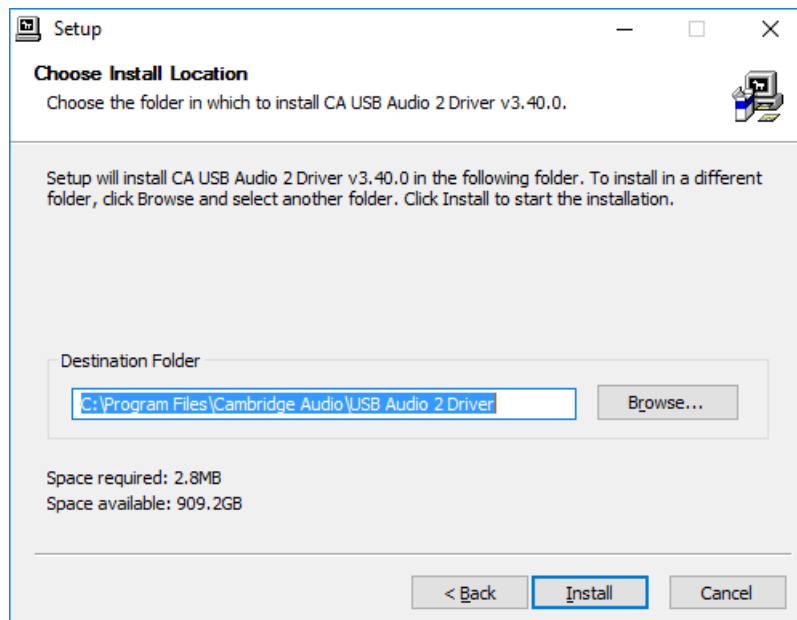 Setup
Choose Install Location
Choose the folder in which to install CA USB Audio 2 Driver v3.40.0.
Setup will install CA USB Audio 2 Driver v3.40.0 in the following folder. To install in a different
folder, click Browse and select another folder. Click Install to start the installation.
Destination Folder
C:\Program Files\Cambridge Audio\USB Audio 2 Driver
Browse...
Space required: 2.8MB
Space available: 909.2GB
< Back
Install
Cancel